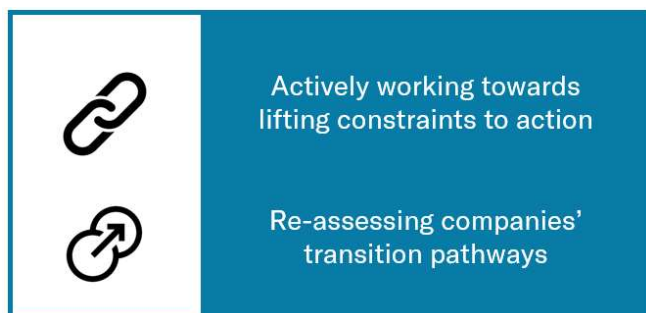 Actively working towards
lifting constraints to action
Re-assessing companies’
transition pathways